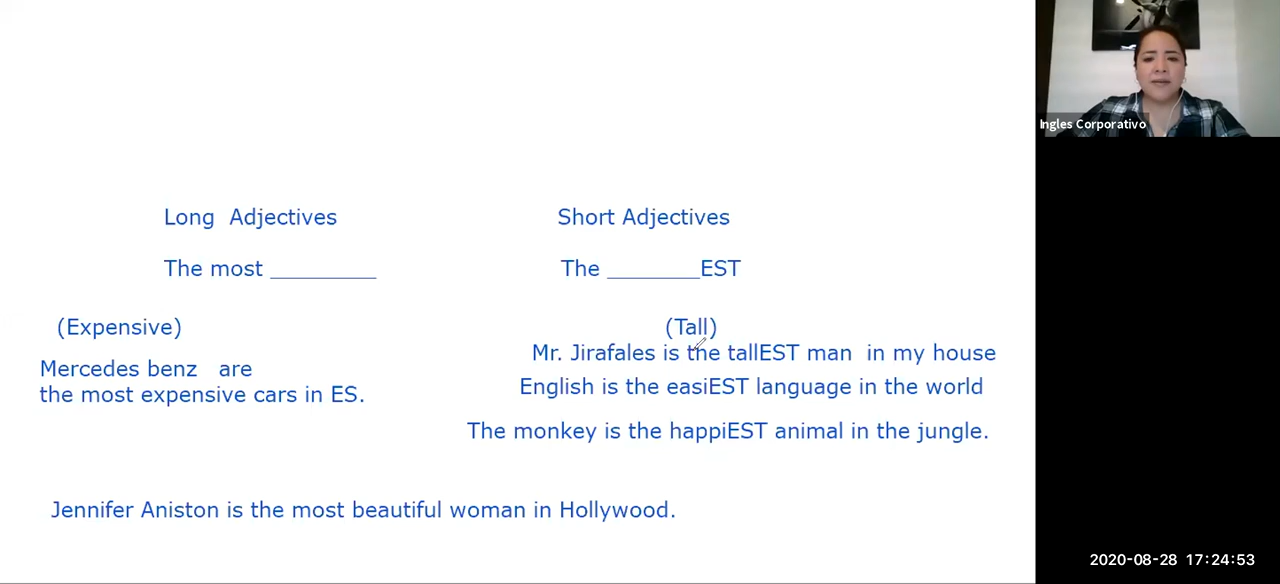 Long Adjectives
Short Adjectives
The most _________
The ________EST
(Expensive)
(Tall)
Mercedes benz are
the most expensive cars in ES.
Mr. Jirafales is the tallEST man in my house
English is the easiEST language in the world
The monkey is the happiEST animal in the jungle.
Jennifer Aniston is the most beautiful woman in Hollywood.
Ingles Corporativo
2020-08-28 17:24:53